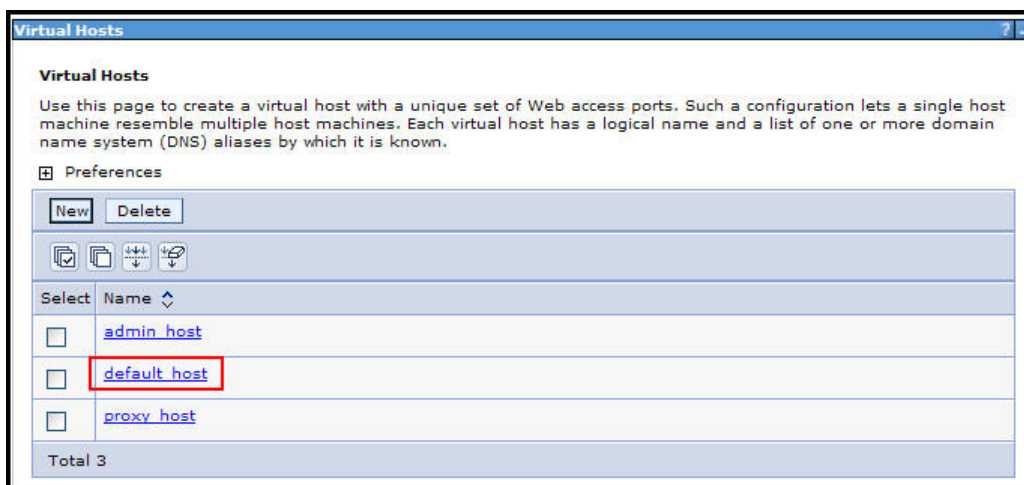 Virtual Hosts
?
Virtual Hosts
Use this page to create a virtual host with a unique set of Web access ports. Such a configuration lets a single host
machine resemble multiple host machines. Each virtual host has a logical name and a list of one or more domain
name system (DNS) aliases by which it is known.
Preferences
New Delete
Select Name
admin_host
default_host
proxy_host
Total 3